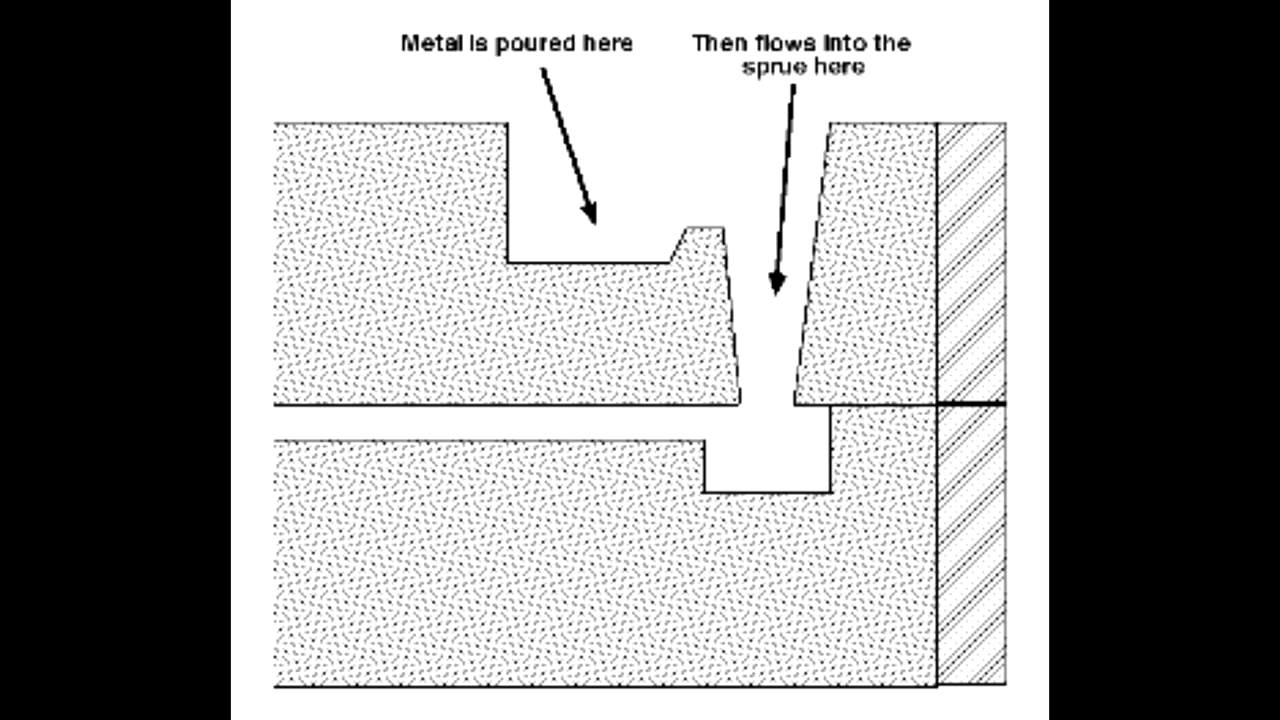 Metal is poured here
Then flows into the
sprue here